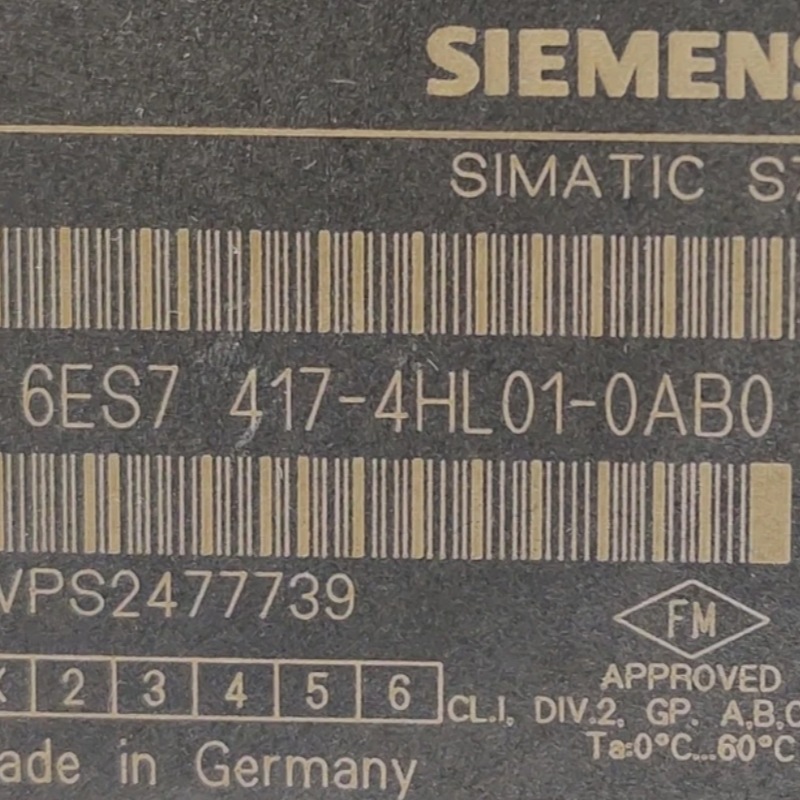 SIEMENS
SIMATIC S7
6ES7 417-4HL01-0AB0
VPS2477739
FM
X 2 3 4 5 6
APPROVED
CL.I, DIV.2, GP. A,B,C
Ta:0°C...60°C
ade in Germany